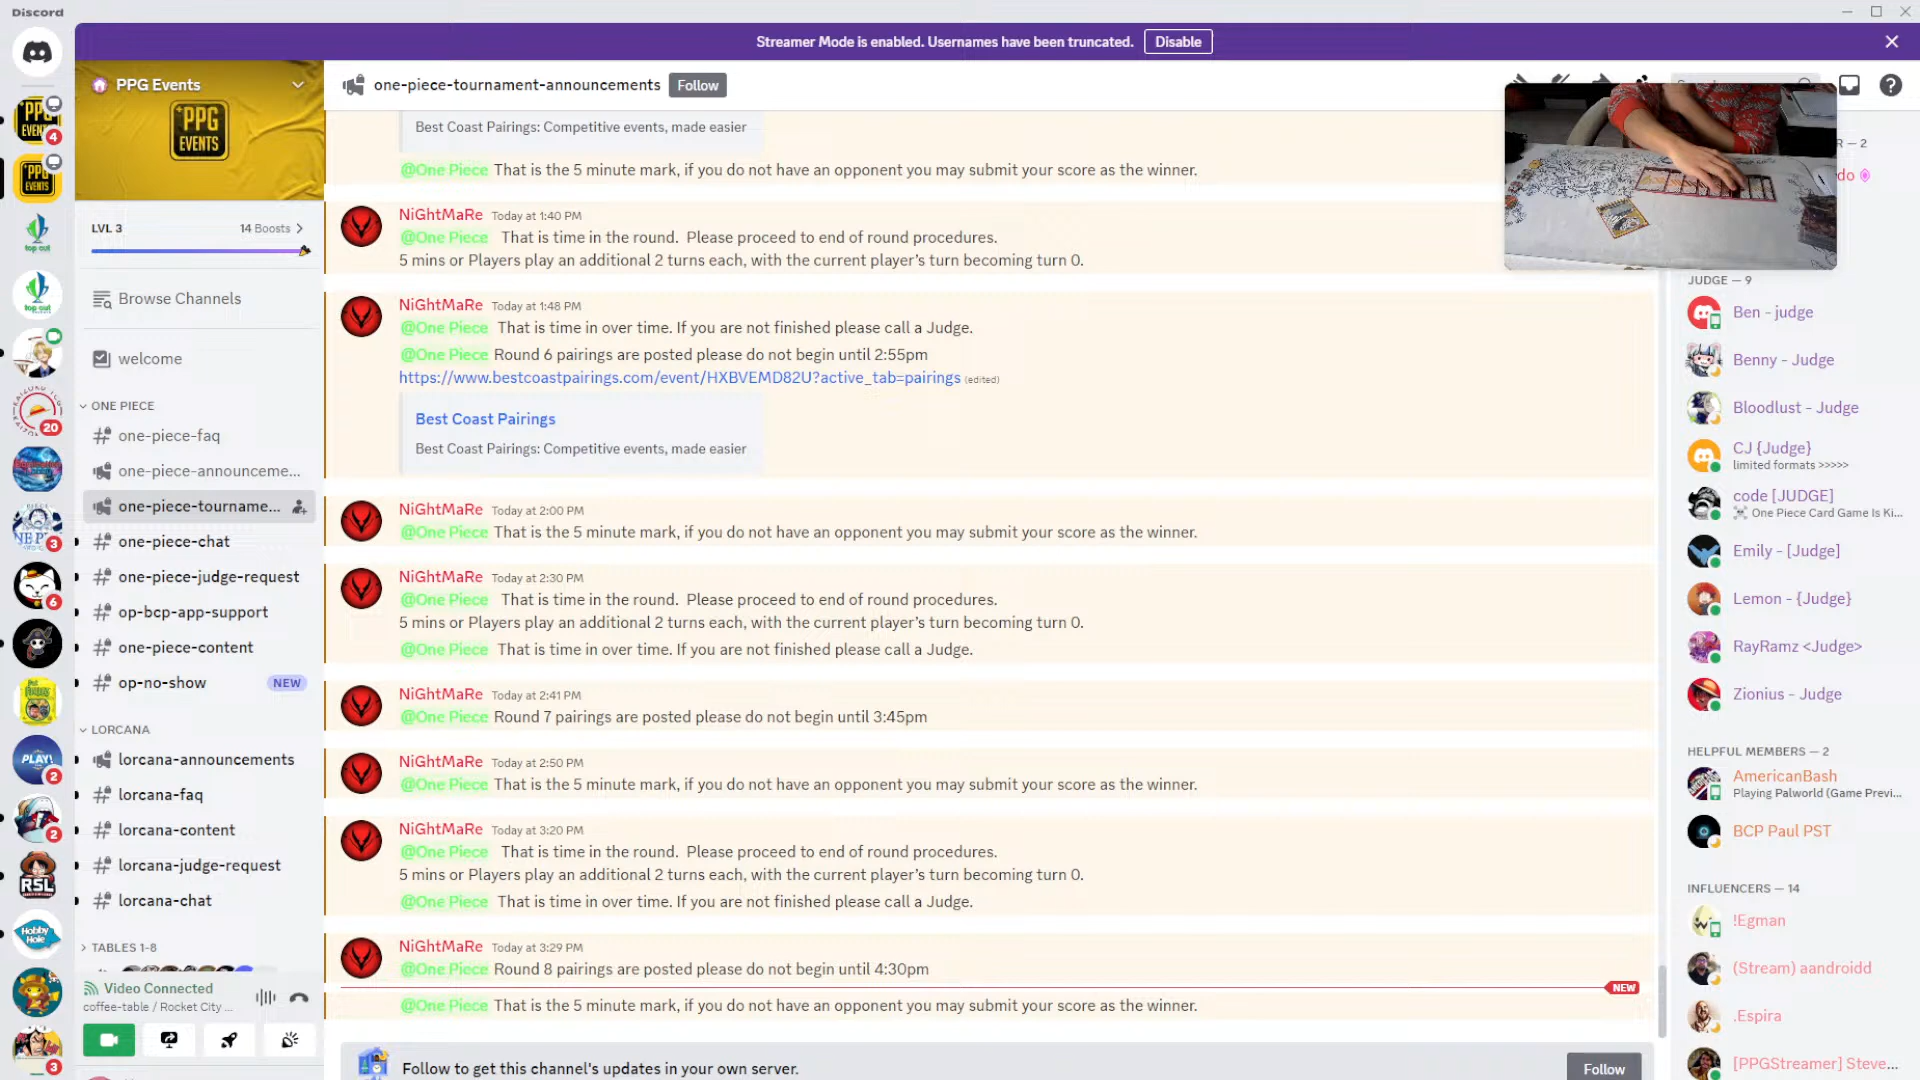 Discord
Streamer Mode is enabled. Usernames have been truncated.
Disable
PPG Events
PPG
EVENTS
LVL 3
14 Boosts
Browse Channels
welcome
ONE PIECE
one-piece-faq
one-piece-announceme...
one-piece-tourname...
one-piece-chat
one-piece-judge-request
op-bcp-app-support
one-piece-content
op-no-show
NEW
LORCANA
lorcana-announcements
lorcana-faq
lorcana-content
lorcana-judge-request
lorcana-chat
TABLES 1-8
Video Connected
coffee-table / Rocket City ...
4
PPG
EVENTS
top cut
top cut
20
3
6
PLAY!
2
2
RSL
Hobby
Hole
3
one-piece-tournament-announcements
Follow
Best Coast Pairings: Competitive events, made easier
@One Piece That is the 5 minute mark, if you do not have an opponent you may submit your score as the winner.
NiGhtMaRe Today at 1:40 PM
@One Piece That is time in the round. Please proceed to end of round procedures.
5 mins or Players play an additional 2 turns each, with the current player's turn becoming turn 0.
NiGhtMaRe Today at 1:48 PM
@One Piece That is time in over time. If you are not finished please call a Judge.
@One Piece Round 6 pairings are posted please do not begin until 2:55pm
https://www.bestcoastpairings.com/event/HXBVEMD82U?active_tab=pairings (edited)
Best Coast Pairings
Best Coast Pairings: Competitive events, made easier
NiGhtMaRe Today at 2:00 PM
@One Piece That is the 5 minute mark, if you do not have an opponent you may submit your score as the winner.
NiGhtMaRe Today at 2:30 PM
@One Piece That is time in the round. Please proceed to end of round procedures.
5 mins or Players play an additional 2 turns each, with the current player's turn becoming turn 0.
@One Piece That is time in over time. If you are not finished please call a Judge.
NiGhtMaRe Today at 2:41 PM
@One Piece Round 7 pairings are posted please do not begin until 3:45pm
NiGhtMaRe Today at 2:50 PM
@One Piece That is the 5 minute mark, if you do not have an opponent you may submit your score as the winner.
NiGhtMaRe Today at 3:20 PM
@One Piece That is time in the round. Please proceed to end of round procedures.
5 mins or Players play an additional 2 turns each, with the current player's turn becoming turn 0.
@One Piece That is time in over time. If you are not finished please call a Judge.
NiGhtMaRe Today at 3:29 PM
@One Piece Round 8 pairings are posted please do not begin until 4:30pm
NEW
@One Piece That is the 5 minute mark, if you do not have an opponent you may submit your score as the winner.
Follow to get this channel's updates in your own server.
Follow
R — 2
do
JUDGE — 9
Ben - judge
Benny - Judge
Bloodlust - Judge
CJ {Judge}
limited formats >>>>>
code [JUDGE]
One Piece Card Game Is Ki...
Emily - [Judge]
Lemon - {Judge}
RayRamz <Judge>
Zionius - Judge
HELPFUL MEMBERS — 2
AmericanBash
Playing Palworld (Game Previ...
BCP Paul PST
INFLUENCERS — 14
!Egman
(Stream) aandroidd
.Espira
[PPGStreamer] Steve...